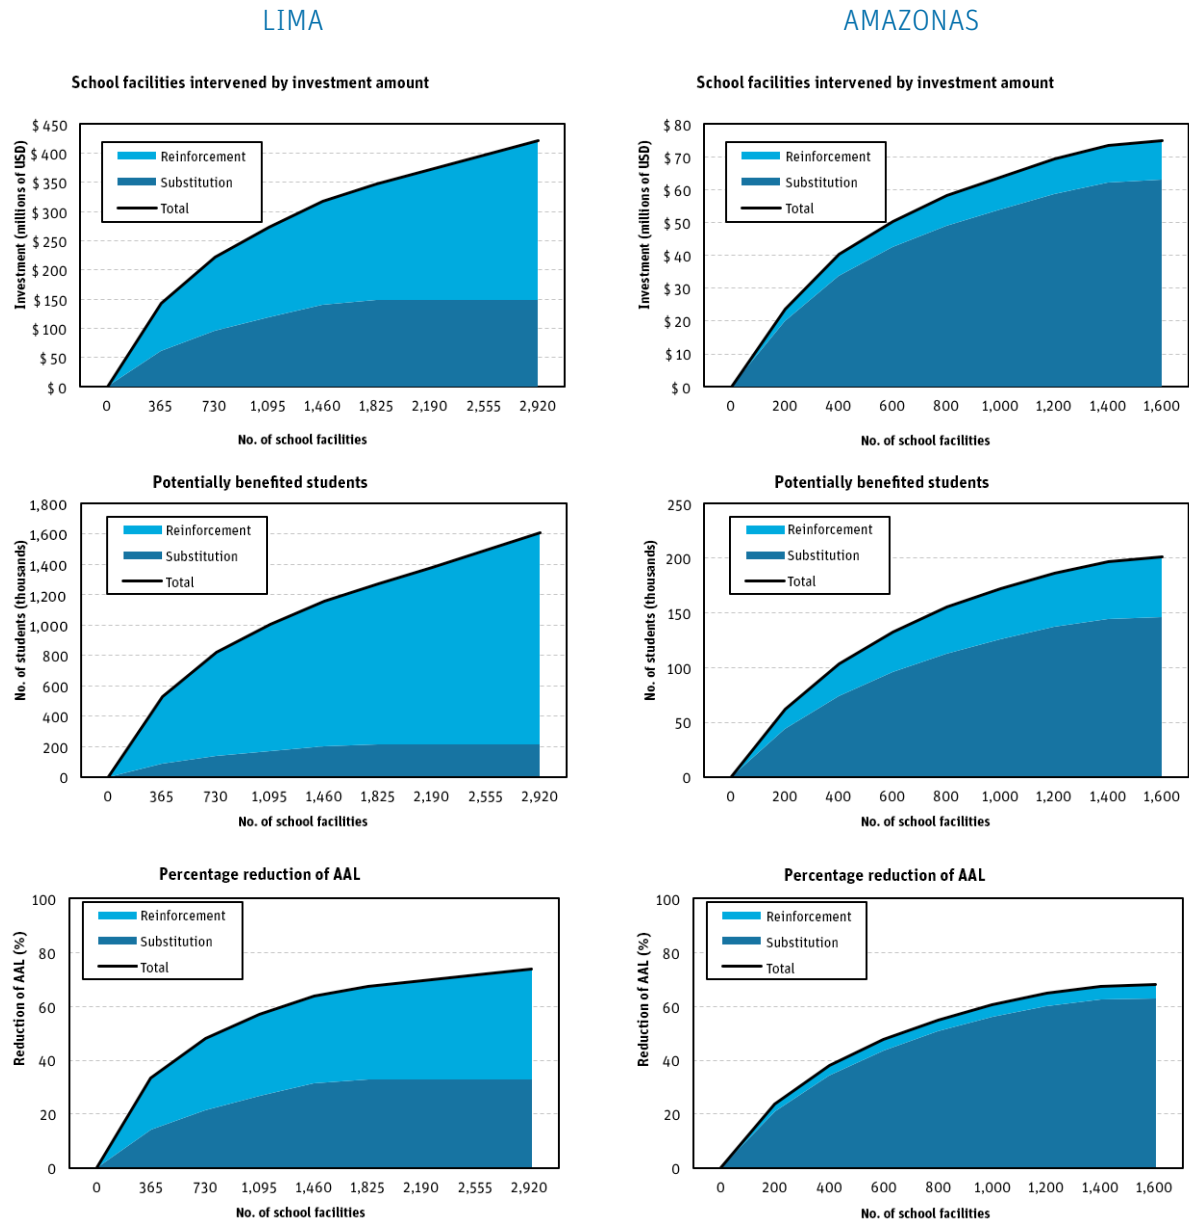 LIMA
AMAZONAS
School facilities intervened by investment amount
$ 450
$ 400
$ 350
$ 300
$ 250
$ 200
$ 150
$ 100
$ 50
$ 0
Investment (millions of USD)
Reinforcement
Substitution
Total
0 365 730 1,095 1,460 1,825 2,190 2,555 2,920
No. of school facilities
School facilities intervened by investment amount
$ 80
$ 70
$ 60
$ 50
$ 40
$ 30
$ 20
$ 10
$ 0
Investment (millions of USD)
Reinforcement
Substitution
Total
0 200 400 600 800 1,000 1,200 1,400 1,600
No. of school facilities
Potentially benefited students
1,800
1,600
1,400
1,200
1,000
800
600
400
200
0
No. of students (thousands)
Reinforcement
Substitution
Total
0 365 730 1,095 1,460 1,825 2,190 2,555 2,920
No. of school facilities
Potentially benefited students
250
200
150
100
50
0
No. of students (thousands)
Reinforcement
Substitution
Total
0 200 400 600 800 1,000 1,200 1,400 1,600
No. of school facilities
Percentage reduction of AAL
100
80
60
40
20
0
Reduction of AAL (%)
Reinforcement
Substitution
Total
0 365 730 1,095 1,460 1,825 2,190 2,555 2,920
No. of school facilities
Percentage reduction of AAL
100
80
60
40
20
0
Reduction of AAL (%)
Reinforcement
Substitution
Total
0 200 400 600 800 1,000 1,200 1,400 1,600
No. of school facilities